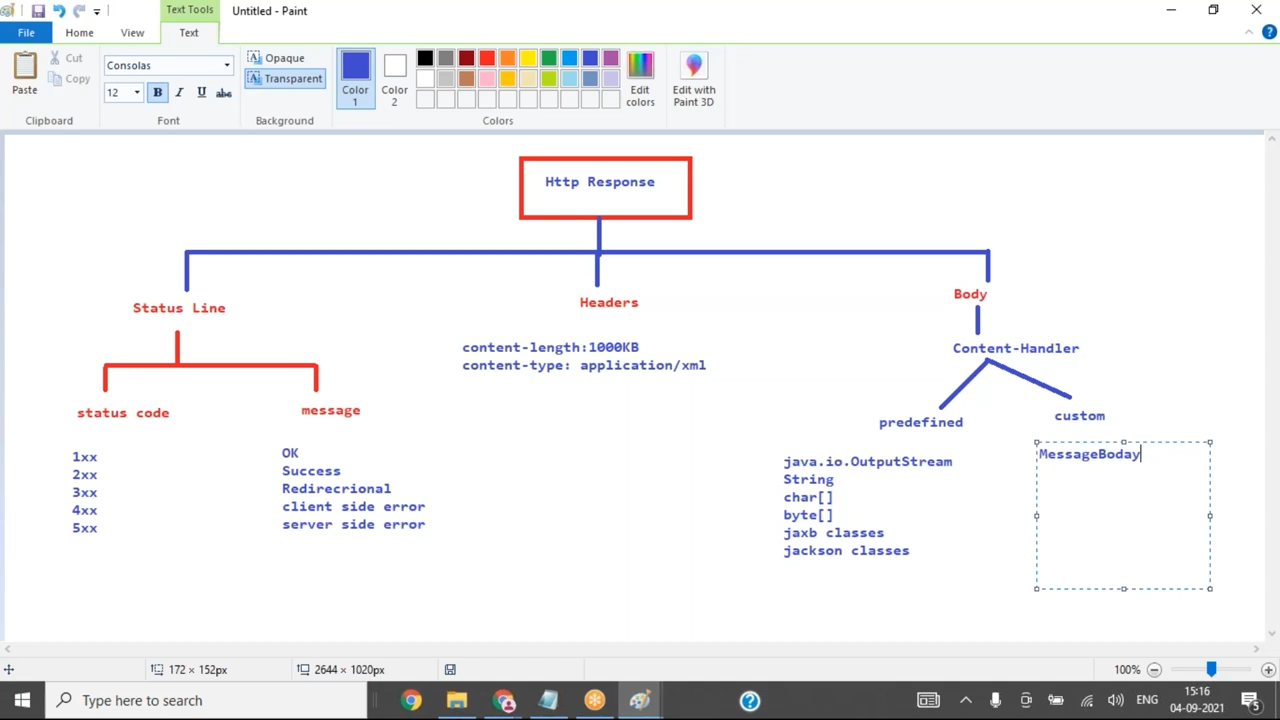 Text Tools
Untitled - Paint
File
Home
View
Text
Paste
Cut
Copy
Clipboard
Consolas
12
B
I
U
abc
Font
Opaque
Transparent
Background
Color
1
Color
2
Edit
colors
Colors
Edit with
Paint 3D
Http Response
Status Line
Headers
Body
content-length:1000KB
content-type: application/xml
Content-Handler
status code
message
predefined
custom
1xx
2xx
3xx
4xx
5xx
OK
Success
Redirecrional
client side error
server side error
java.io.OutputStream
String
char[]
byte[]
jaxb classes
jackson classes
MessageBoday
172 × 152px
2644 × 1020px
100%
Type here to search
ENG
15:16
04-09-2021
5